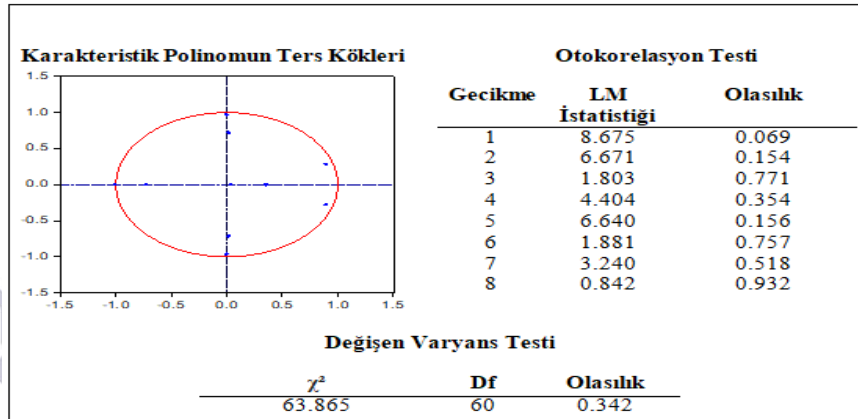 Karakteristik Polinomun Ters Kökleri
1.5
1.0
0.5
0.0
-0.5
-1.0
-1.5
-1.5 -1.0 -0.5 0.0 0.5 1.0 1.5
Otokorelasyon Testi
Gecikme LM İstatistiği Olasılık
1 8.675 0.069
2 6.671 0.154
3 1.803 0.771
4 4.404 0.354
5 6.640 0.156
6 1.881 0.757
7 3.240 0.518
8 0.842 0.932
Değişen Varyans Testi
χ² Df Olasılık
63.865 60 0.342